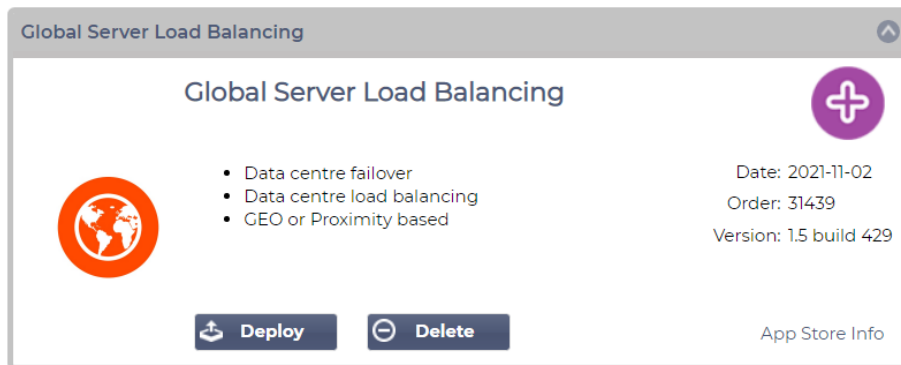 Global Server Load Balancing
Global Server Load Balancing
Data centre failover
Data centre load balancing
GEO or Proximity based
Date: 2021-11-02
Order: 31439
Version: 1.5 build 429
Deploy
Delete
App Store Info